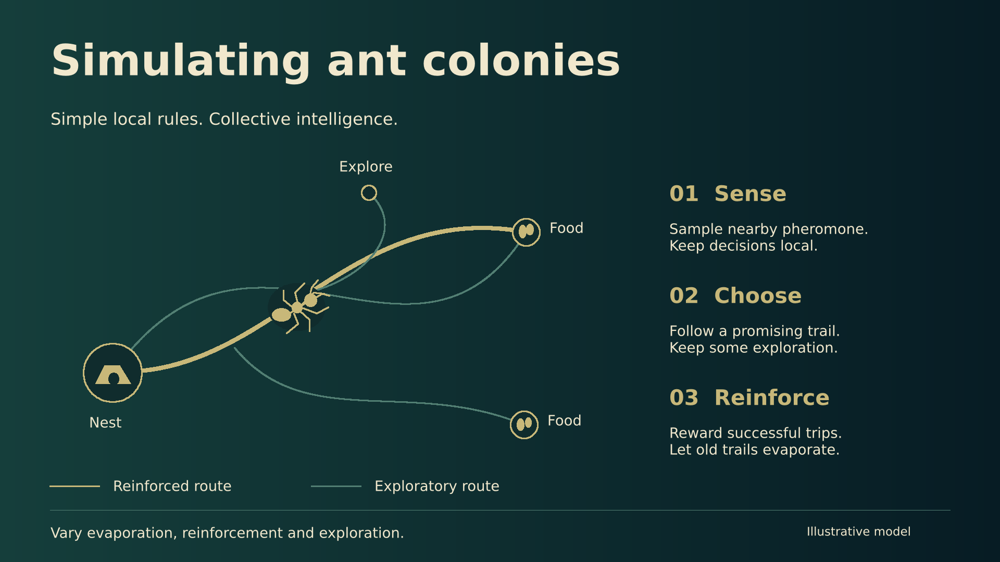 Simulating ant colonies
Simple local rules. Collective intelligence.
Explore
Food
Nest
Food
01 Sense
Sample nearby pheromone.
Keep decisions local.
02 Choose
Follow a promising trail.
Keep some exploration.
03 Reinforce
Reward successful trips.
Let old trails evaporate.
Reinforced route
Exploratory route
Vary evaporation, reinforcement and exploration.
Illustrative model